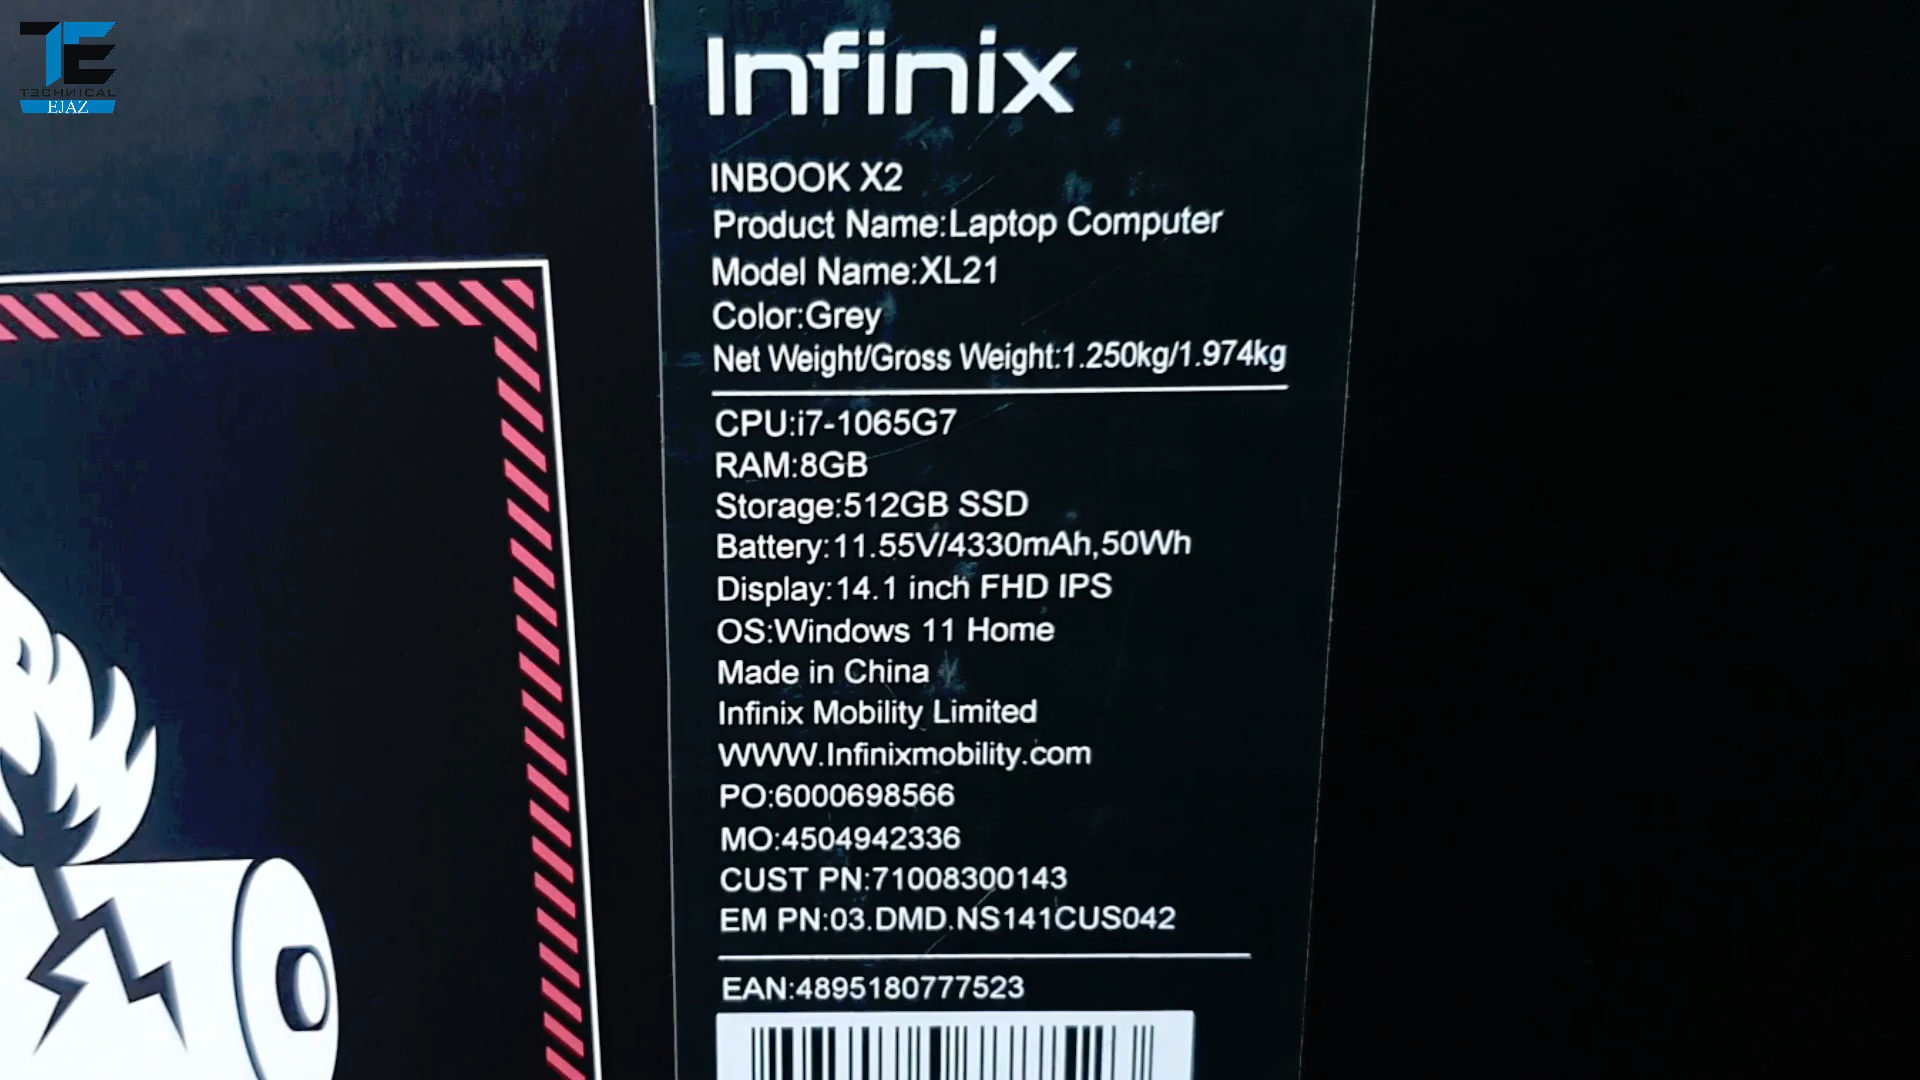 TE
TECHNICAL
EJAZ
Infinix
INBOOK X2
Product Name:Laptop Computer
Model Name:XL21
Color:Grey
Net Weight/Gross Weight:1.250kg/1.974kg
CPU:i7-1065G7
RAM:8GB
Storage:512GB SSD
Battery:11.55V/4330mAh,50Wh
Display:14.1 inch FHD IPS
OS:Windows 11 Home
Made in China
Infinix Mobility Limited
WWW.Infinixmobility.com
PO:6000698566
MO:4504942336
CUST PN:71008300143
EM PN:03.DMD.NS141CUS042
EAN:4895180777523